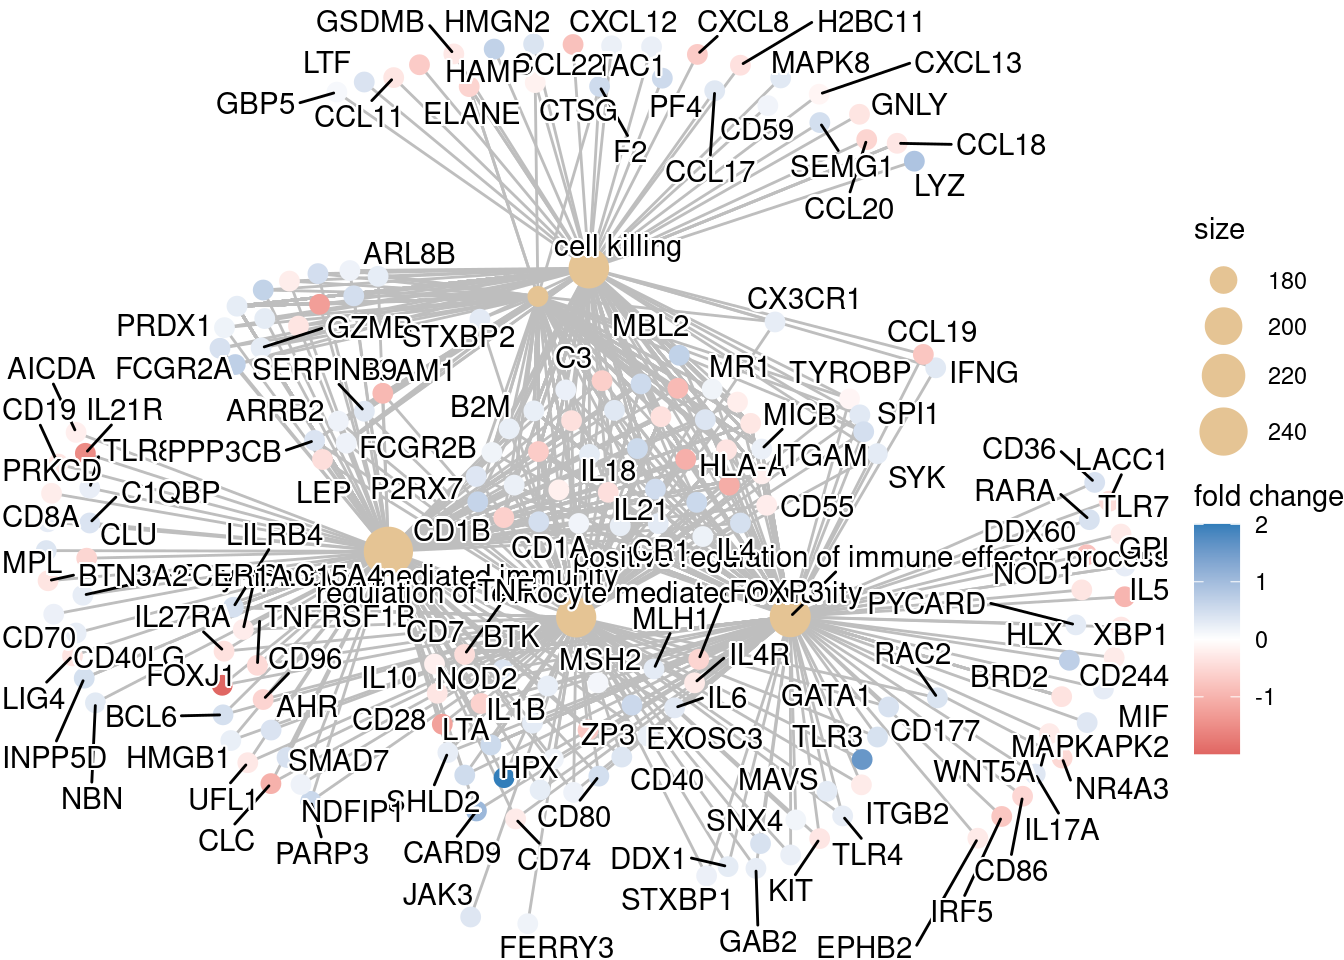 GSDMB HMGN2 CXCL12 CXCL8 H2BC11
LTF HAMP CCL22 TAC1 MAPK8 CXCL13
GBP5 CCL11 ELANE CTSG PF4 GNLY
CD59
F2 CCL17 SEMG1 CCL18
LYZ
CCL20
cell killing
ARL8B
CX3CR1
PRDX1 GZMB STXBP2 MBL2 CCL19
AICDA FCGR2A SERPINB9 C3 MR1 TYROBP IFNG
CD19 IL21R ARRB2 B2M MICB SPI1
TLR8 PPP3CB FCGR2B ITGAM
PRKCD IL18 HLA-A CD36 LACC1
C1QBP LEP P2RX7 SYK RARA TLR7
CD8A CLU LILRB4 CD1B IL21 CD55 DDX60
CD1A CR1 IL4 GPI
positive regulation of immune effector process
MPL BTN3A2 NOD1
mediated immunity
regulation of
mediated
TNF FOXP3 IL5
IL27RA TNFRSF1B MLH1 PYCARD
CD70 CD40LG CD7 BTK HLX XBP1
FOXJ1 CD96 MSH2 IL4R RAC2
LIG4 IL10 NOD2 BRD2 CD244
BCL6 AHR IL1B IL6 GATA1
CD28 LTA MIF
INPP5D HMGB1 SMAD7 ZP3 EXOSC3 TLR3 CD177 MAPKAPK2
HPX CD40 MAVS WNT5A
NBN UFL1 NDFIP1 SHLD2 NR4A3
CLC CD80 SNX4 ITGB2 IL17A
PARP3 CARD9 CD74 DDX1 TLR4
CD86
JAK3 STXBP1 KIT
IRF5
FERRY3 GAB2 EPHB2
size
180
200
220
240
fold change
2
1
0
-1